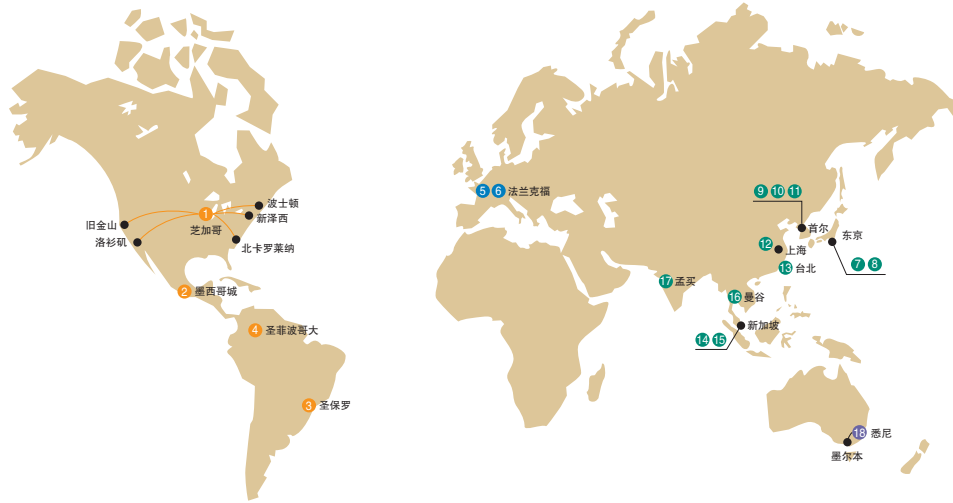 波士顿
1
新泽西
旧金山
芝加哥
洛衫矶
北卡罗莱纳
2 墨西哥城
4 圣菲波哥大
3 圣保罗
5 6 法兰克福
9 10 11
首尔
东京
12
上海
7 8
13 台北
17 孟买
16 曼谷
新加坡
14 15
18 悉尼
墨尔本